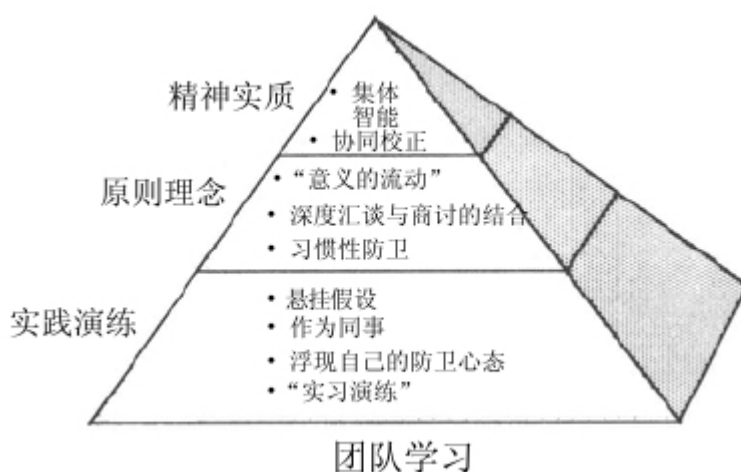 精神实质
• 集体
智能
• 协同校正
原则理念
• “意义的流动”
• 深度汇谈与商讨的结合
• 习惯性防卫
实践演练
• 悬挂假设
• 作为同事
• 浮现自己的防卫心态
• “实习演练”
团队学习